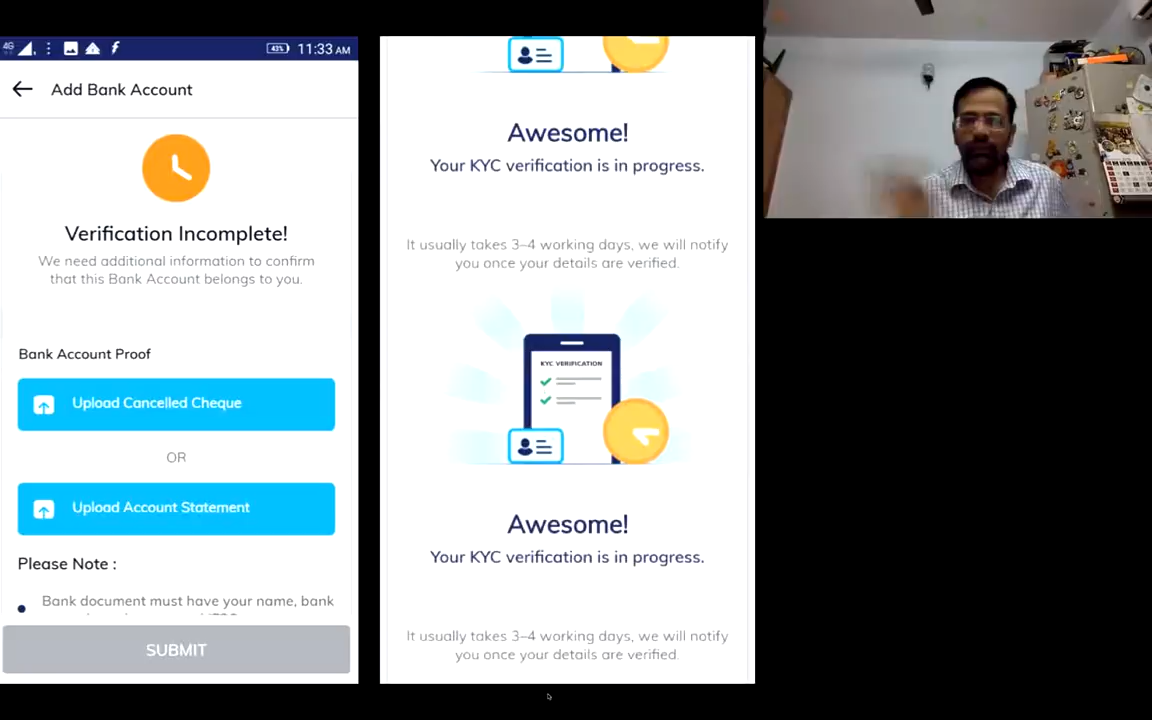 4G
43%
11:33 AM
Add Bank Account
Verification Incomplete!
We need additional information to confirm
that this Bank Account belongs to you.
Bank Account Proof
Upload Cancelled Cheque
OR
Upload Account Statement
Please Note :
Bank document must have your name, bank
SUBMIT
Awesome!
Your KYC verification is in progress.
It usually takes 3–4 working days, we will notify
you once your details are verified.
KYC VERIFICATION
Awesome!
Your KYC verification is in progress.
It usually takes 3–4 working days, we will notify
you once your details are verified.